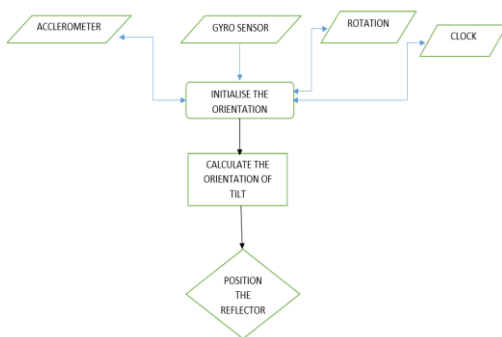 ACCLEROMETER
GYRO SENSOR
ROTATION
CLOCK
INITIALISE THE
ORIENTATION
CALCULATE THE
ORIENTATION OF
TILT
POSITION
THE
REFLECTOR